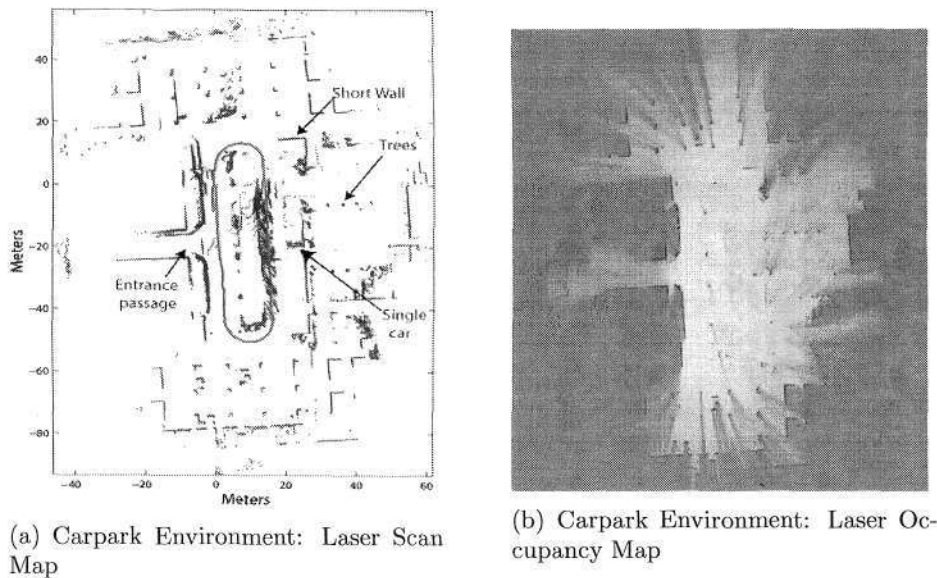 40
20
0
−20
−40
−60
−80
Meters
Short Wall
Trees
Entrance
passage
Single
car
−40
−20
0
20
40
60
Meters
(a) Carpark Environment: Laser Scan
Map
(b) Carpark Environment: Laser Oc-
cupancy Map